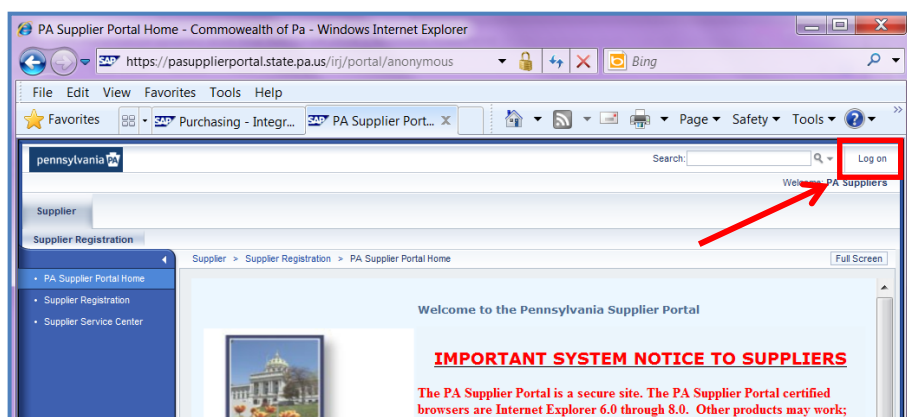 PA Supplier Portal Home - Commowealth of Pa - Windows Internet Explorer
SAP https://pasupplierportal.state.pa.us/irj/portal/anonymous
Bing
File Edit View Favorites Tools Help
Favorites SAP Purchasing - Integr... SAP PA Supplier Port... X Page Safety Tools
pennsylvania PA Search: Log on
Welcome: PA Suppliers
Supplier
Supplier Registration
Supplier > Supplier Registration > PA Supplier Portal Home Full Screen
• PA Supplier Portal Home
• Supplier Registration
• Supplier Service Center
Welcome to the Pennsylvania Supplier Portal
IMPORTANT SYSTEM NOTICE TO SUPPLIERS
The PA Supplier Portal is a secure site. The PA Supplier Portal certified
browsers are Internet Explorer 6.0 through 8.0. Other products may work;